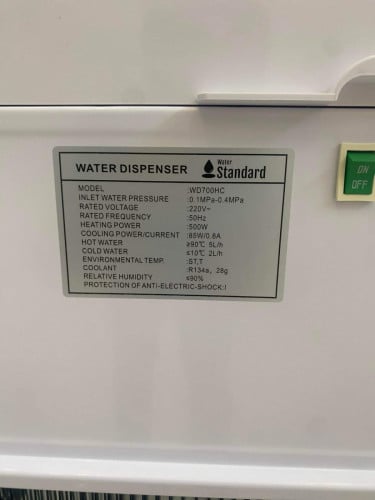 WATER DISPENSER Water Standard
MODEL :WD700HC
INLET WATER PRESSURE :0.1MPa-0.4MPa
RATED VOLTAGE :220V~
RATED FREQUENCY :50Hz
HEATING POWER :500W
COOLING POWER/CURRENT :85W/0.6A
HOT WATER ≥90℃ 5L/h
COLD WATER ≤10℃ 2L/h
ENVIRONMENTAL TEMP. :ST,T
COOLANT :R134a, 28g
RELATIVE HUMIDITY ≤90%
PROTECTION OF ANTI-ELECTRIC-SHOCK:I
ON
OFF